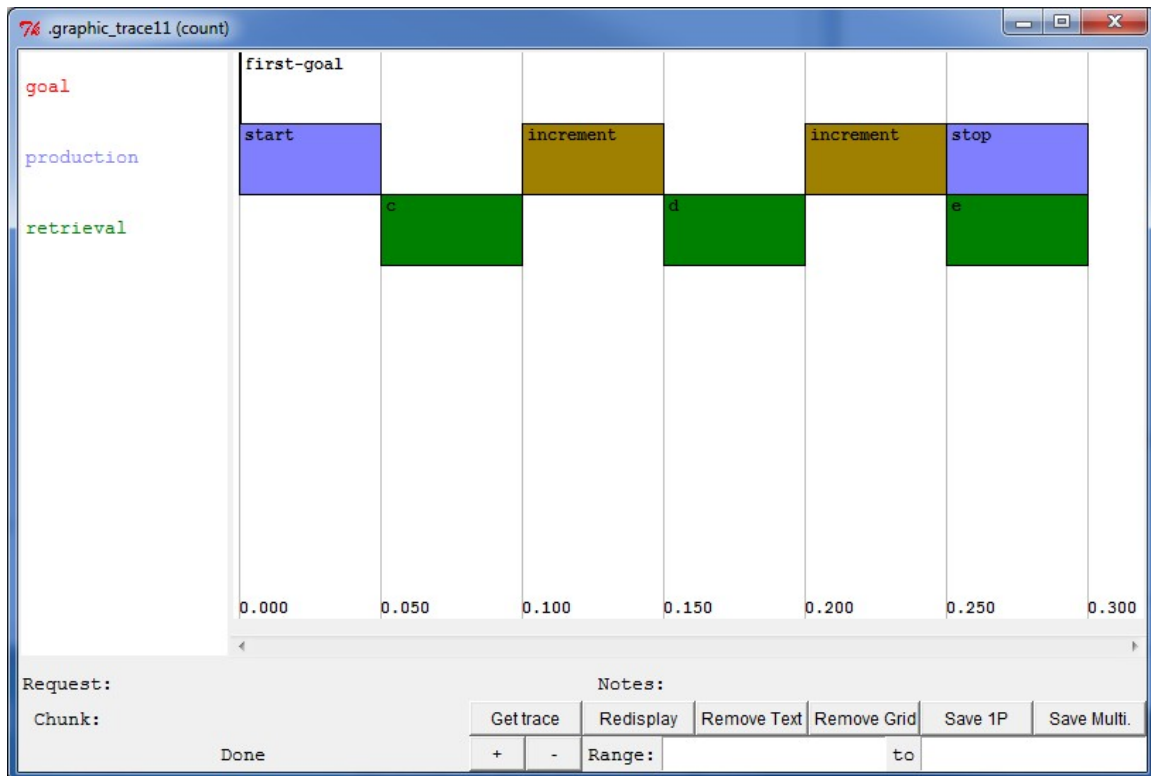 .graphic_trace11 (count)
goal
first-goal
production
start
increment
increment
stop
retrieval
c
d
e
0.000
0.050
0.100
0.150
0.200
0.250
0.300
Request:
Notes:
Chunk:
Get trace
Redisplay
Remove Text
Remove Grid
Save 1P
Save Multi.
Done
+
-
Range:
to